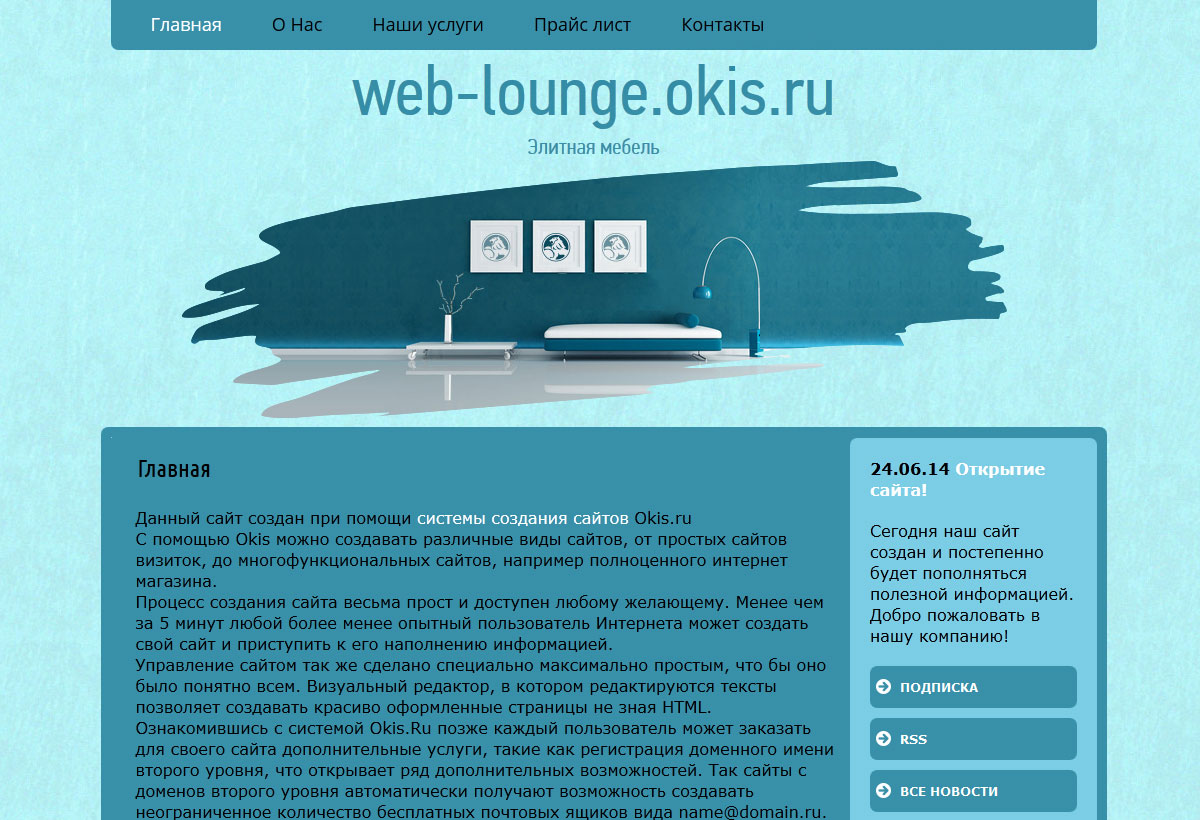 Главная О Нас Наши услуги Прайс лист Контакты
web-lounge.okis.ru
Элитная мебель
Главная
Данный сайт создан при помощи системы создания сайтов Okis.ru
С помощью Okis можно создавать различные виды сайтов, от простых сайтов
визиток, до многофункциональных сайтов, например полноценного интернет
магазина.
Процесс создания сайта весьма прост и доступен любому желающему. Менее чем
за 5 минут любой более менее опытный пользователь Интернета может создать
свой сайт и приступить к его наполнению информацией.
Управление сайтом так же сделано специально максимально простым, что бы оно
было понятно всем. Визуальный редактор, в котором редактируются тексты
позволяет создавать красиво оформленные страницы не зная HTML.
Ознакомившись с системой Okis.Ru позже каждый пользователь может заказать
для своего сайта дополнительные услуги, такие как регистрация доменного имени
второго уровня, что открывает ряд дополнительных возможностей. Так сайты с
доменов второго уровня автоматически получают возможность создавать
неограниченное количество бесплатных почтовых ящиков вида name@domain.ru.
24.06.14 Открытие
сайта!
Сегодня наш сайт
создан и постепенно
будет пополняться
полезной информацией.
Добро пожаловать в
нашу компанию!
ПОДПИСКА
RSS
ВСЕ НОВОСТИ